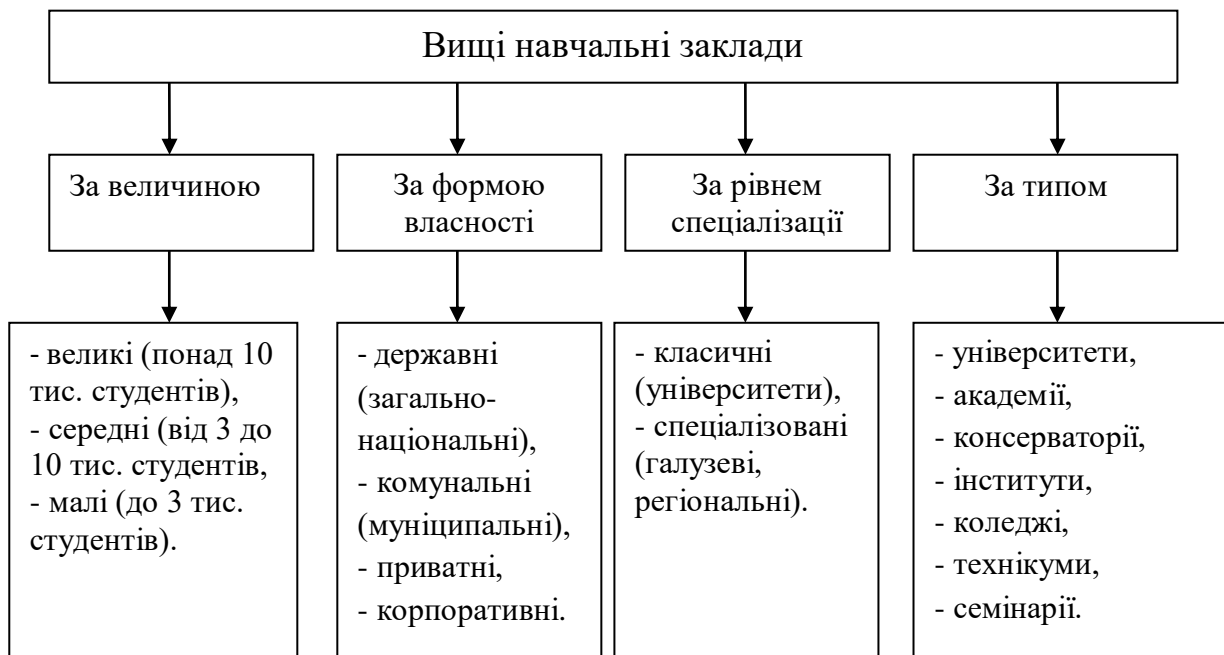 Вищі навчальні заклади
За величиною
За формою
власності
За рівнем
спеціалізації
За типом
- великі (понад 10
тис. студентів),
- середні (від 3 до
10 тис. студентів,
- малі (до 3 тис.
студентів).
- державні
(загально-
національні),
- комунальні
(муніципальні),
- приватні,
- корпоративні.
- класичні
(університети),
- спеціалізовані
(галузеві,
регіональні).
- університети,
- академії,
- консерваторії,
- інститути,
- коледжі,
- технікуми,
- семінарії.